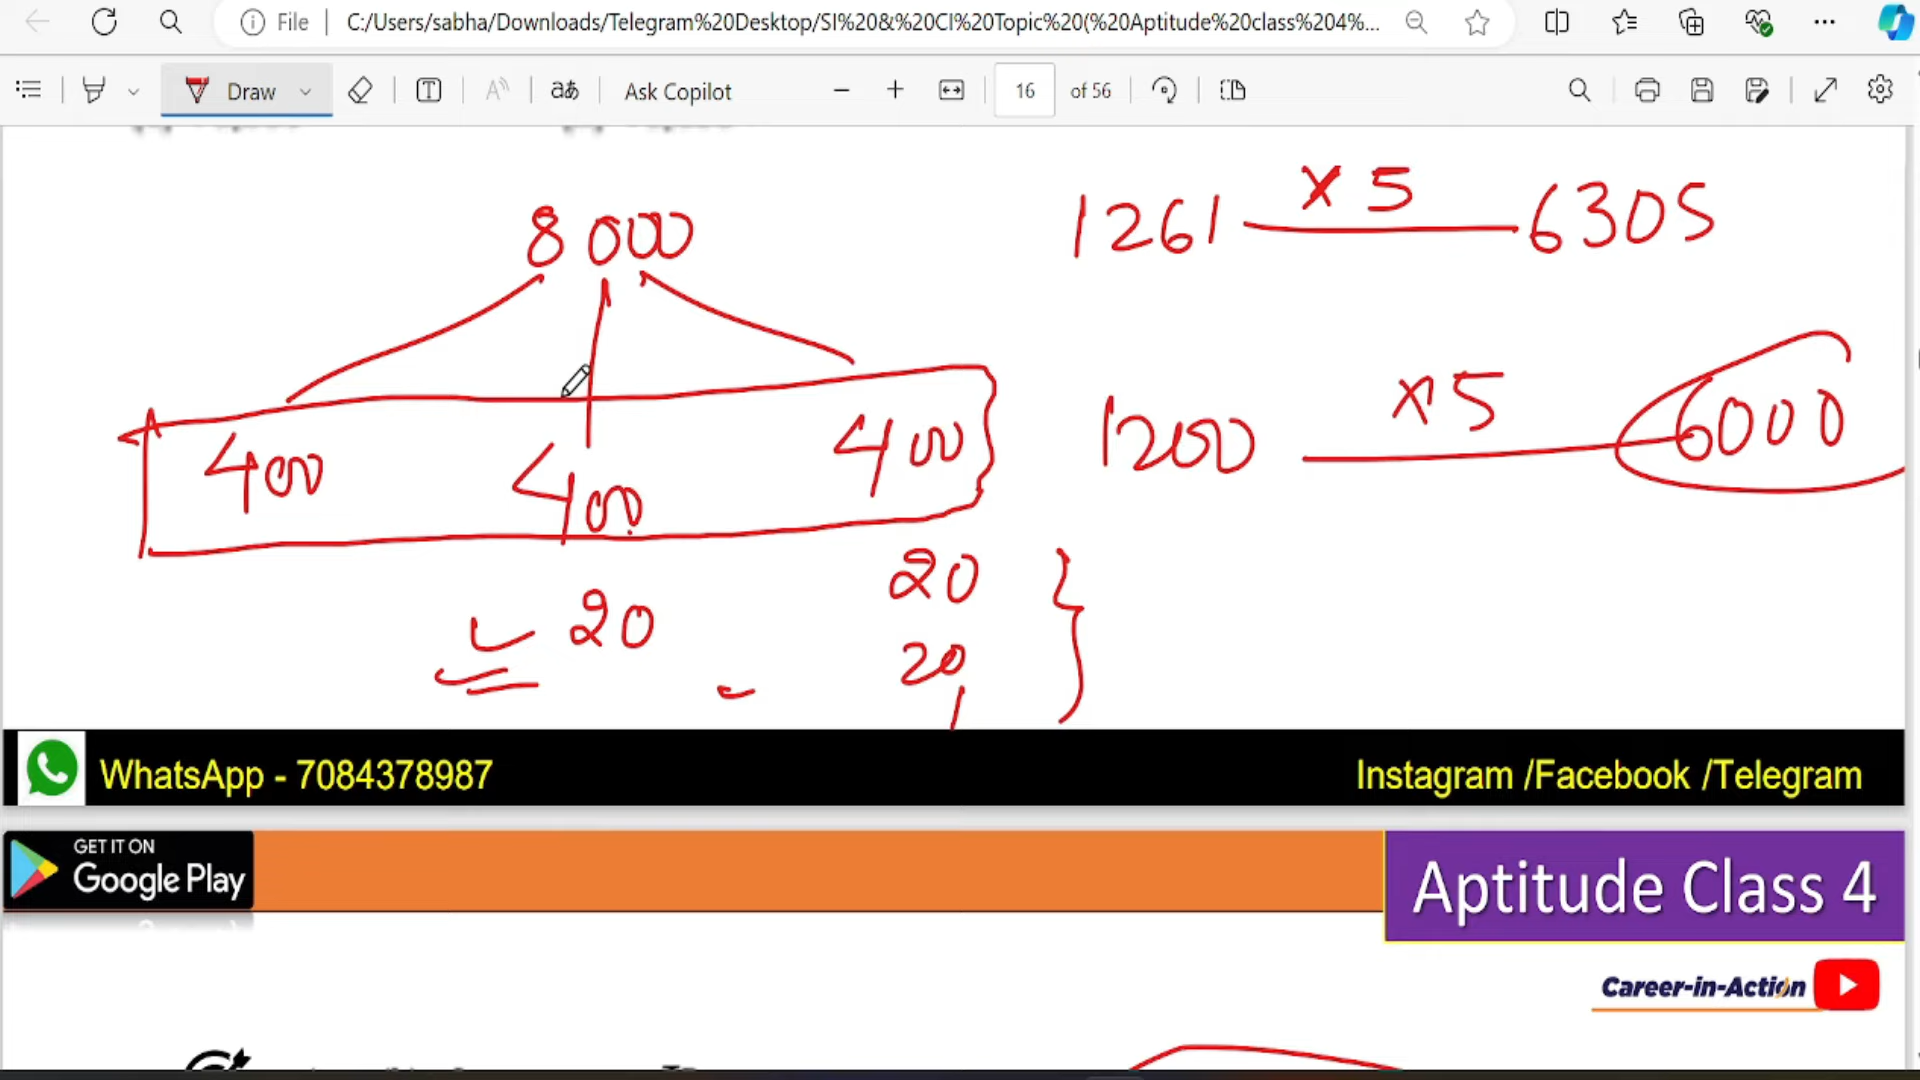 File
C:/Users/sabha/Downloads/Telegram%20Desktop/SI%20&%20CI%20Topic%20(%20Aptitude%20class%204%...
Draw
T
A
aあ
Ask Copilot
16
of 56
8000
1261 × 5 6305
400 400 400
1200 × 5 6000
20
20
20
WhatsApp - 7084378987
Instagram /Facebook /Telegram
GET IT ON
Google Play
Aptitude Class 4
Career-in-Action